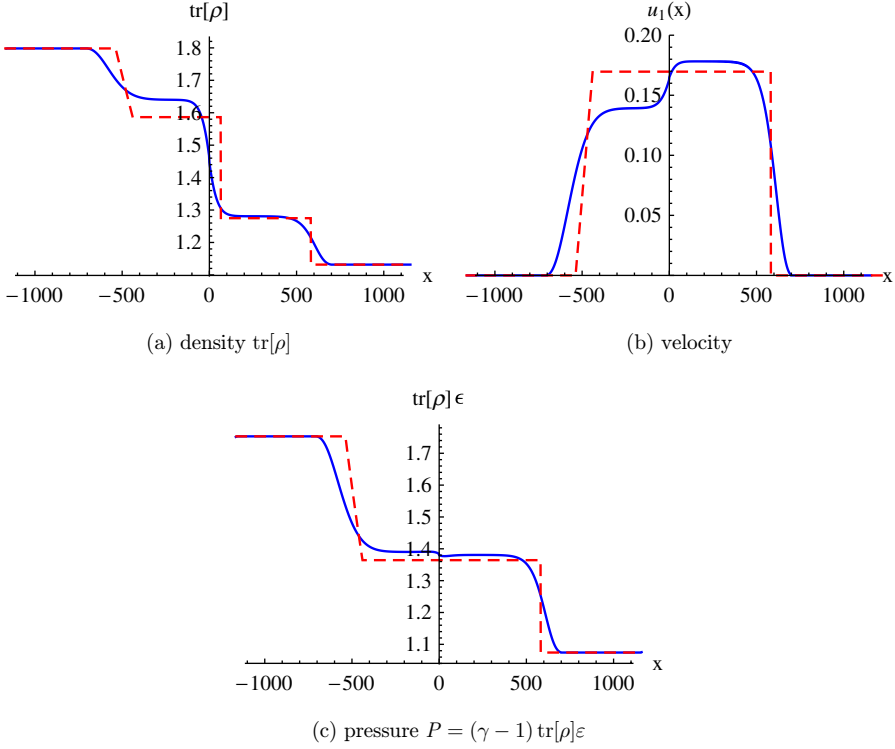 tr[ρ]
1.8
1.7
1.6
1.5
1.4
1.3
1.2
−1000 −500 0 500 1000 x
(a) density tr[ρ]
u₁(x)
0.20
0.15
0.10
0.05
−1000 −500 0 500 1000 x
(b) velocity
tr[ρ] ϵ
1.7
1.6
1.5
1.4
1.3
1.2
1.1
−1000 −500 0 500 1000 x
(c) pressure P = (γ − 1) tr[ρ]ε